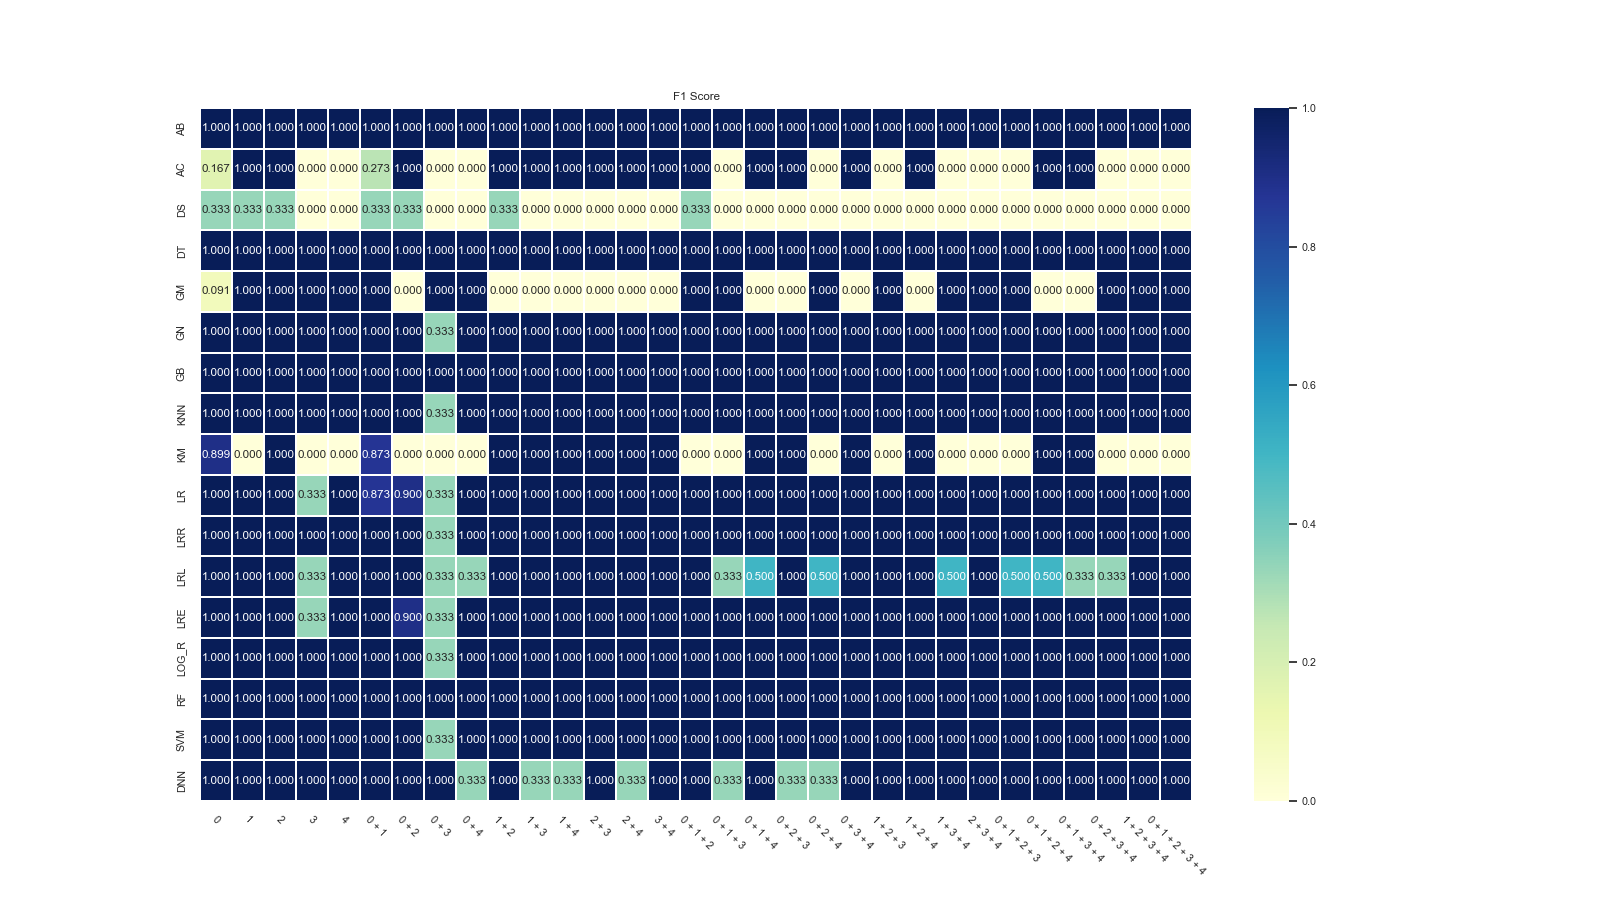 F1 Score
AB 1.000 1.000 1.000 1.000 1.000 1.000 1.000 1.000 1.000 1.000 1.000 1.000 1.000 1.000 1.000 1.000 1.000 1.000 1.000 1.000 1.000 1.000 1.000 1.000 1.000 1.000 1.000 1.000 1.000 1.000 1.000
AC 0.167 1.000 1.000 0.000 0.000 0.273 1.000 0.000 0.000 1.000 1.000 1.000 1.000 1.000 1.000 1.000 0.000 1.000 1.000 0.000 1.000 0.000 1.000 0.000 0.000 0.000 1.000 1.000 0.000 0.000 0.000
DS 0.333 0.333 0.333 0.000 0.000 0.333 0.333 0.000 0.000 0.333 0.000 0.000 0.000 0.000 0.000 0.333 0.000 0.000 0.000 0.000 0.000 0.000 0.000 0.000 0.000 0.000 0.000 0.000 0.000 0.000 0.000
DT 1.000 1.000 1.000 1.000 1.000 1.000 1.000 1.000 1.000 1.000 1.000 1.000 1.000 1.000 1.000 1.000 1.000 1.000 1.000 1.000 1.000 1.000 1.000 1.000 1.000 1.000 1.000 1.000 1.000 1.000 1.000
GM 0.091 1.000 1.000 1.000 1.000 1.000 0.000 1.000 1.000 0.000 0.000 0.000 0.000 0.000 0.000 1.000 1.000 0.000 0.000 1.000 0.000 1.000 0.000 1.000 1.000 1.000 0.000 0.000 1.000 1.000 1.000
GN 1.000 1.000 1.000 1.000 1.000 1.000 1.000 0.333 1.000 1.000 1.000 1.000 1.000 1.000 1.000 1.000 1.000 1.000 1.000 1.000 1.000 1.000 1.000 1.000 1.000 1.000 1.000 1.000 1.000 1.000 1.000
GB 1.000 1.000 1.000 1.000 1.000 1.000 1.000 1.000 1.000 1.000 1.000 1.000 1.000 1.000 1.000 1.000 1.000 1.000 1.000 1.000 1.000 1.000 1.000 1.000 1.000 1.000 1.000 1.000 1.000 1.000 1.000
KNN 1.000 1.000 1.000 1.000 1.000 1.000 1.000 0.333 1.000 1.000 1.000 1.000 1.000 1.000 1.000 1.000 1.000 1.000 1.000 1.000 1.000 1.000 1.000 1.000 1.000 1.000 1.000 1.000 1.000 1.000 1.000
KM 0.899 0.000 1.000 0.000 0.000 0.873 0.000 0.000 0.000 1.000 1.000 1.000 1.000 1.000 1.000 0.000 0.000 1.000 1.000 0.000 1.000 0.000 1.000 0.000 0.000 0.000 1.000 1.000 0.000 0.000 0.000
LR 1.000 1.000 1.000 0.333 1.000 0.873 0.900 0.333 1.000 1.000 1.000 1.000 1.000 1.000 1.000 1.000 1.000 1.000 1.000 1.000 1.000 1.000 1.000 1.000 1.000 1.000 1.000 1.000 1.000 1.000 1.000
LRR 1.000 1.000 1.000 1.000 1.000 1.000 1.000 0.333 1.000 1.000 1.000 1.000 1.000 1.000 1.000 1.000 1.000 1.000 1.000 1.000 1.000 1.000 1.000 1.000 1.000 1.000 1.000 1.000 1.000 1.000 1.000
LRL 1.000 1.000 1.000 0.333 1.000 1.000 1.000 0.333 0.333 1.000 1.000 1.000 1.000 1.000 1.000 1.000 0.333 0.500 1.000 0.500 1.000 1.000 1.000 0.500 1.000 0.500 0.500 0.333 0.333 1.000 1.000
LRE 1.000 1.000 1.000 0.333 1.000 1.000 0.900 0.333 1.000 1.000 1.000 1.000 1.000 1.000 1.000 1.000 1.000 1.000 1.000 1.000 1.000 1.000 1.000 1.000 1.000 1.000 1.000 1.000 1.000 1.000 1.000
LOG_R 1.000 1.000 1.000 1.000 1.000 1.000 1.000 0.333 1.000 1.000 1.000 1.000 1.000 1.000 1.000 1.000 1.000 1.000 1.000 1.000 1.000 1.000 1.000 1.000 1.000 1.000 1.000 1.000 1.000 1.000 1.000
RF 1.000 1.000 1.000 1.000 1.000 1.000 1.000 1.000 1.000 1.000 1.000 1.000 1.000 1.000 1.000 1.000 1.000 1.000 1.000 1.000 1.000 1.000 1.000 1.000 1.000 1.000 1.000 1.000 1.000 1.000 1.000
SVM 1.000 1.000 1.000 1.000 1.000 1.000 1.000 0.333 1.000 1.000 1.000 1.000 1.000 1.000 1.000 1.000 1.000 1.000 1.000 1.000 1.000 1.000 1.000 1.000 1.000 1.000 1.000 1.000 1.000 1.000 1.000
DNN 1.000 1.000 1.000 1.000 1.000 1.000 1.000 1.000 0.333 1.000 0.333 0.333 1.000 0.333 1.000 1.000 0.333 1.000 0.333 0.333 1.000 1.000 1.000 1.000 1.000 1.000 1.000 1.000 1.000 1.000 1.000
0
1
2
3
4
0 + 1
0 + 2
0 + 3
0 + 4
1 + 2
1 + 3
1 + 4
2 + 3
2 + 4
3 + 4
0 + 1 + 2
0 + 1 + 3
0 + 1 + 4
0 + 2 + 3
0 + 2 + 4
0 + 3 + 4
1 + 2 + 3
1 + 2 + 4
1 + 3 + 4
2 + 3 + 4
0 + 1 + 2 + 3
0 + 1 + 2 + 4
0 + 1 + 3 + 4
0 + 2 + 3 + 4
1 + 2 + 3 + 4
0 + 1 + 2 + 3 + 4
1.0
0.8
0.6
0.4
0.2
0.0